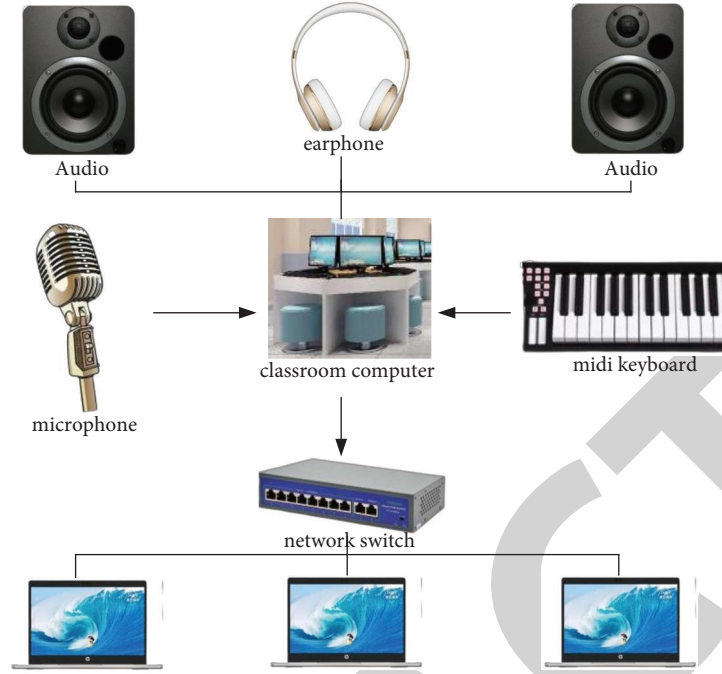 Audio
earphone
Audio
microphone
classroom computer
midi keyboard
network switch